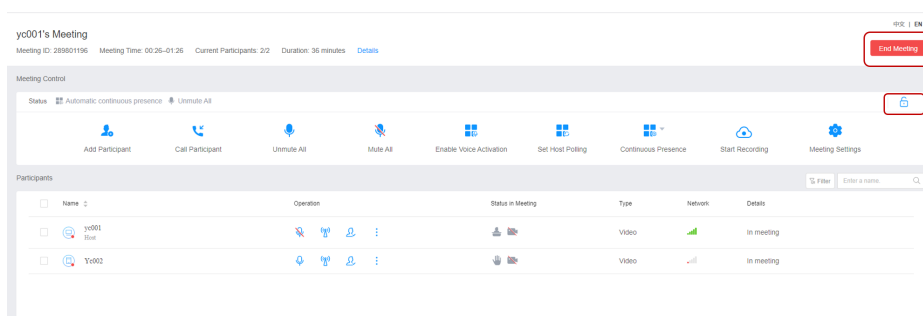 中文 | EN
yc001's Meeting
End Meeting
Meeting ID: 289801196 Meeting Time: 00:26–01:26 Current Participants: 2/2 Duration: 36 minutes Details
Meeting Control
Status Automatic continuous presence Unmute All
Add Participant Call Participant Unmute All Mute All Enable Voice Activation Set Host Polling Continuous Presence Start Recording Meeting Settings
Participants Filter Enter a name.
Name Operation Status in Meeting Type Network Details
yc001 Video In meeting
Host
Yc002 Video In meeting